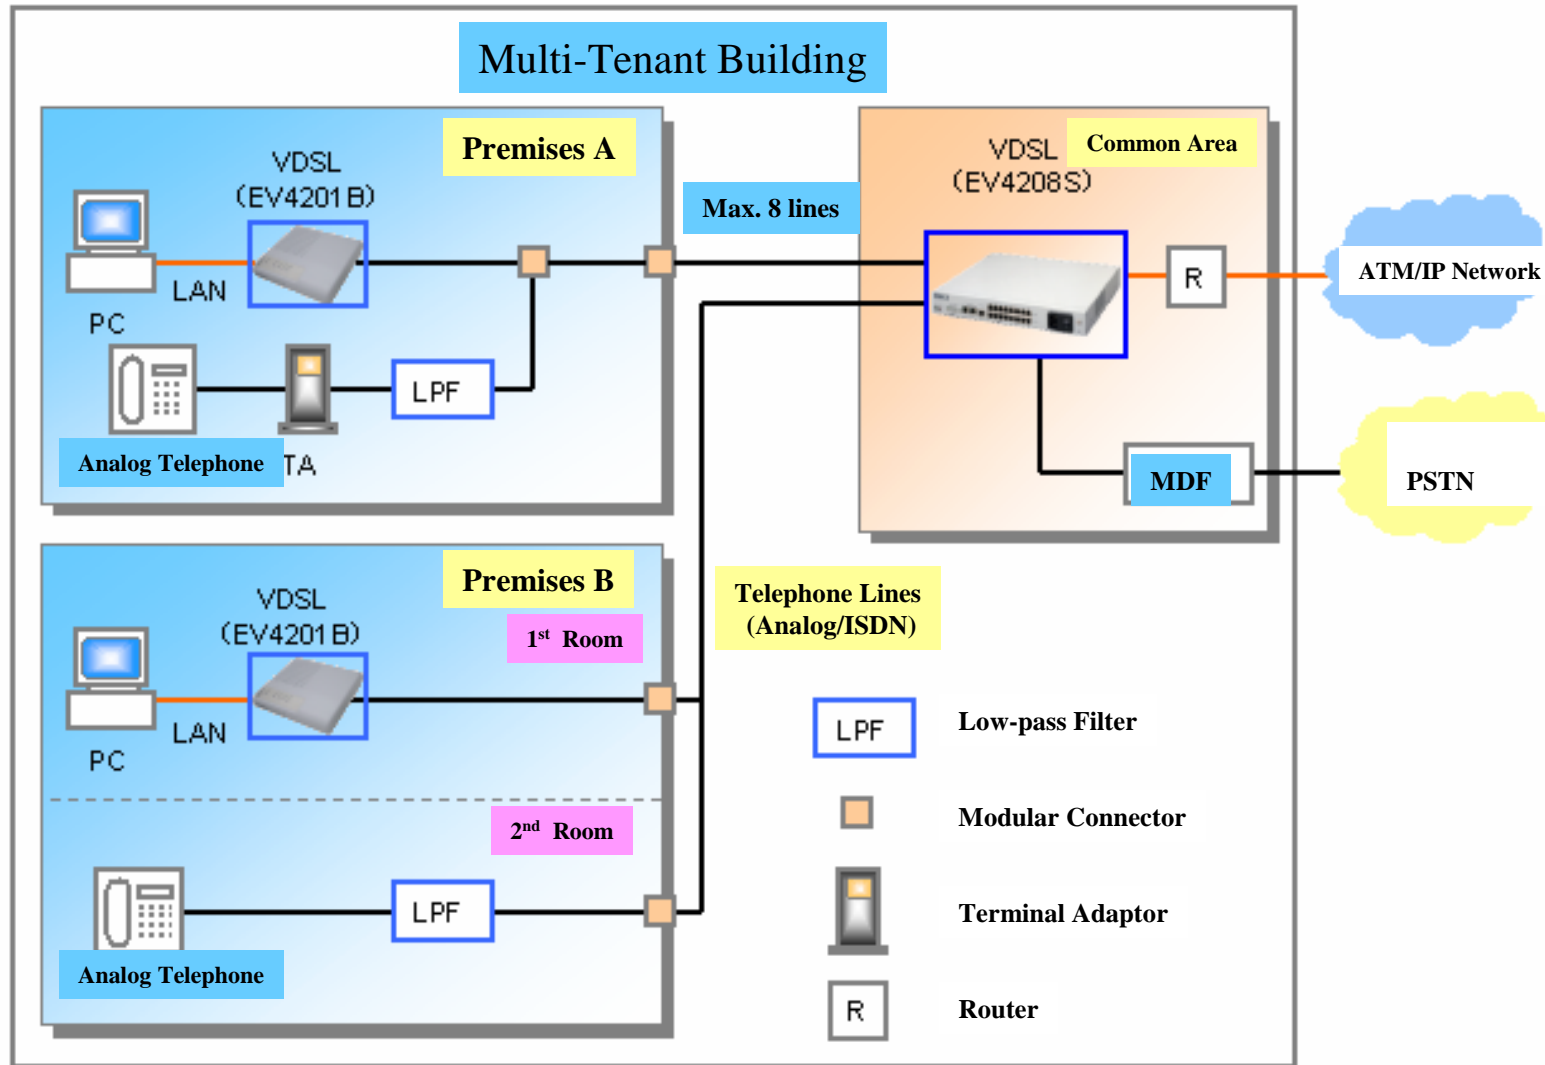 Multi-Tenant Building
Premises A
VDSL
(EV4201B)
LAN
PC
LPF
Analog Telephone
TA
Max. 8 lines
Common Area
VDSL
(EV4208S)
R
ATM/IP Network
MDF
PSTN
Premises B
VDSL
(EV4201B)
1st Room
LAN
PC
2nd Room
LPF
Analog Telephone
Telephone Lines
(Analog/ISDN)
LPF
Low-pass Filter
Modular Connector
Terminal Adaptor
R
Router